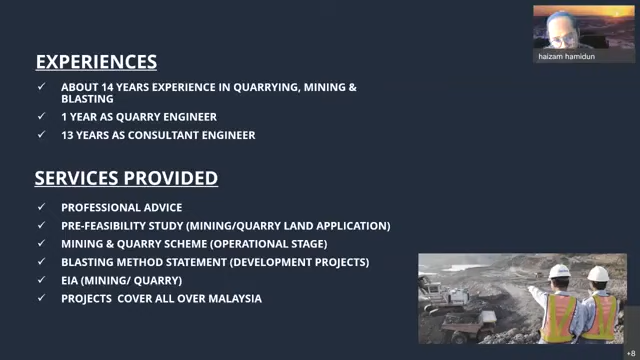 EXPERIENCES
✓ ABOUT 14 YEARS EXPERIENCE IN QUARRYING, MINING &
BLASTING
✓ 1 YEAR AS QUARRY ENGINEER
✓ 13 YEARS AS CONSULTANT ENGINEER
SERVICES PROVIDED
✓ PROFESSIONAL ADVICE
✓ PRE-FEASIBILITY STUDY (MINING/QUARRY LAND APPLICATION)
✓ MINING & QUARRY SCHEME (OPERATIONAL STAGE)
✓ BLASTING METHOD STATEMENT (DEVELOPMENT PROJECTS)
✓ EIA (MINING/ QUARRY)
✓ PROJECTS COVER ALL OVER MALAYSIA
haizam hamidun
+8